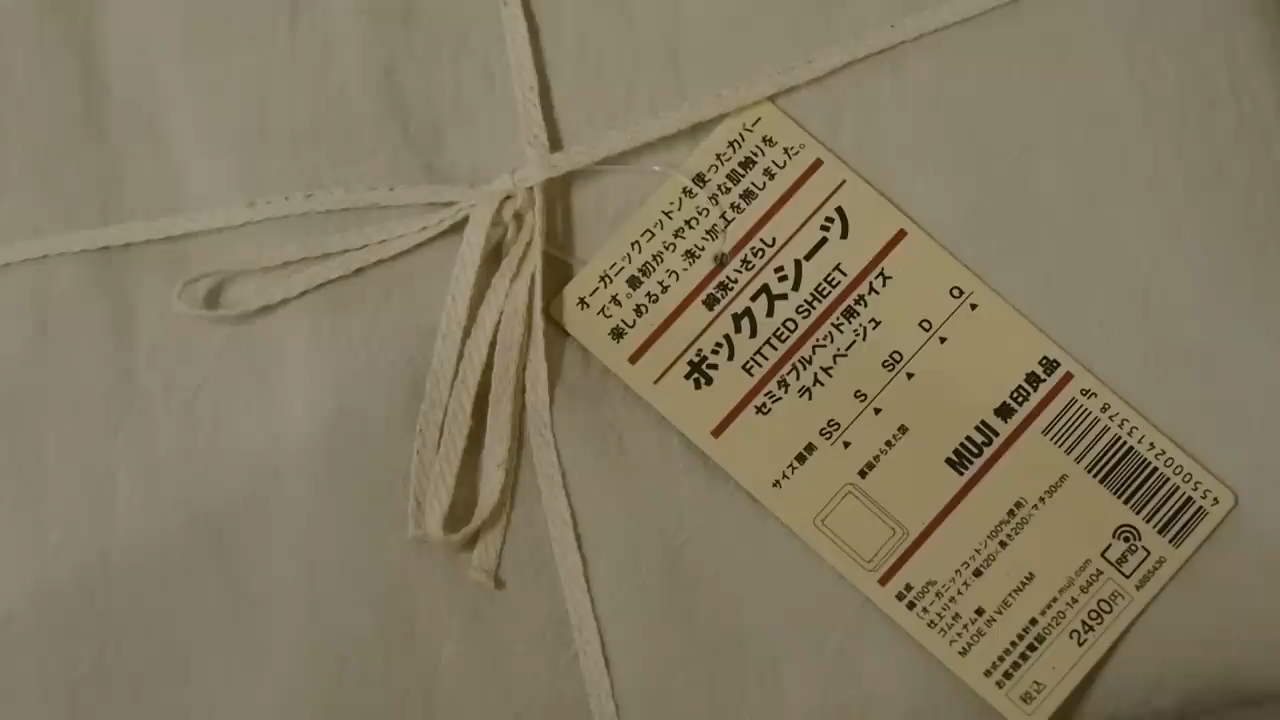 オーガニックコットンを使ったカバー
です。最初からやわらかな肌触りを
楽しめるよう、洗い加工を施しました。
綿洗いざらし
ボックスシーツ
FITTED SHEET
セミダブルベッド用サイズ
ライトベージュ
サイズ展開 SS S SD D Q
裏面から見た図
MUJI 無印良品
4550002413378 JP
組成
綿100%
(オーガニックコットン100%使用)
仕上りサイズ:幅120×長さ200×マチ30cm
ゴム付
ベトナム製
MADE IN VIETNAM
株式会社良品計画 www.muji.com
お客様室電話0120-14-6404
RFID
税込 2490円